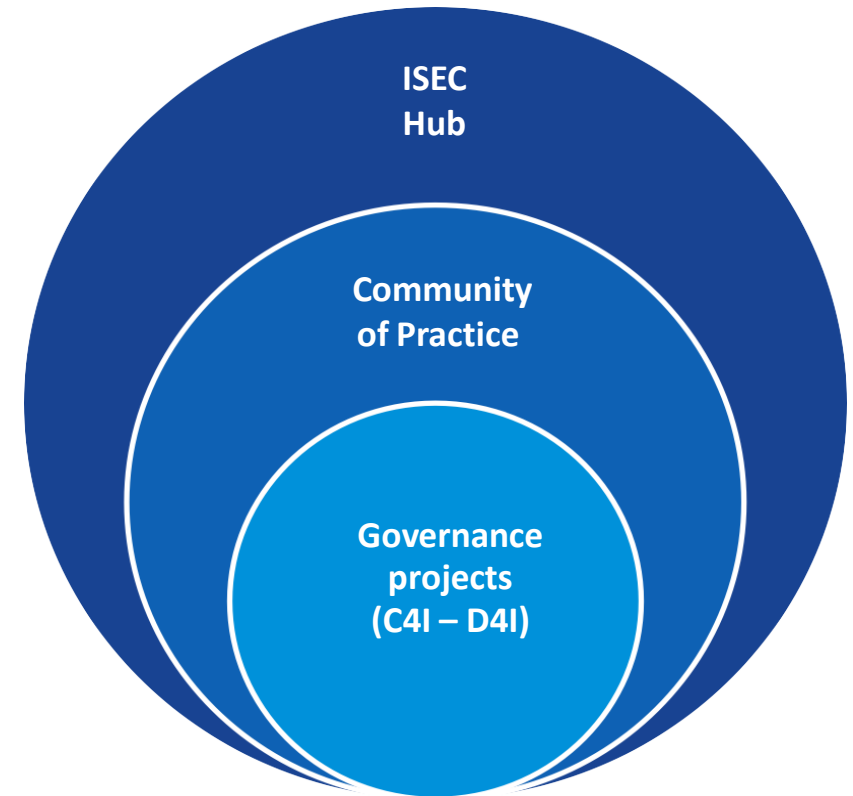 ISEC
Hub
Community
of Practice
Governance
projects
(C4I – D4I)